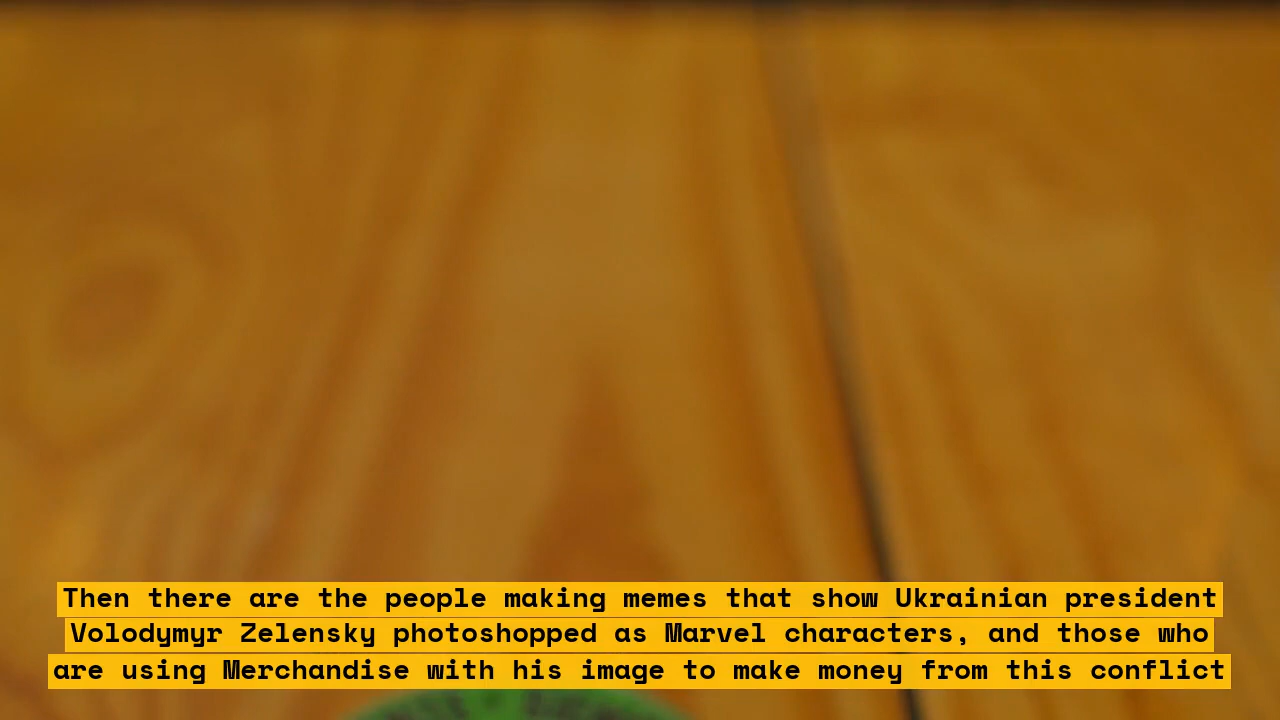 Then there are the people making memes that show Ukrainian president
Volodymyr Zelensky photoshopped as Marvel characters, and those who
are using Merchandise with his image to make money from this conflict